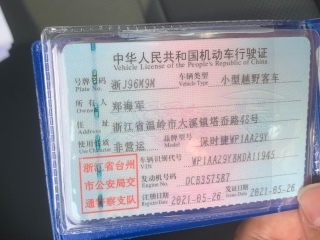 中华人民共和国机动车行驶证
Vehicle License of the People's Republic of China
号牌号码 浙J96K9W 车辆类型 小型越野客车
Plate No. Vehicle Type
所有人 郑海军
住址 浙江省温岭市大溪镇塔岙路48号
使用性质 非营运 品牌型号 保时捷WP1AA29Y
Use Character Model
浙江省台州
市公安局交
通警察支队
车辆识别代号 WP1AA29Y8MDA11945
VIN
发动机号码 DCB357587
Engine No.
注册日期 2021-05-26 发证日期 2021-05-26
Register Date Issue Date